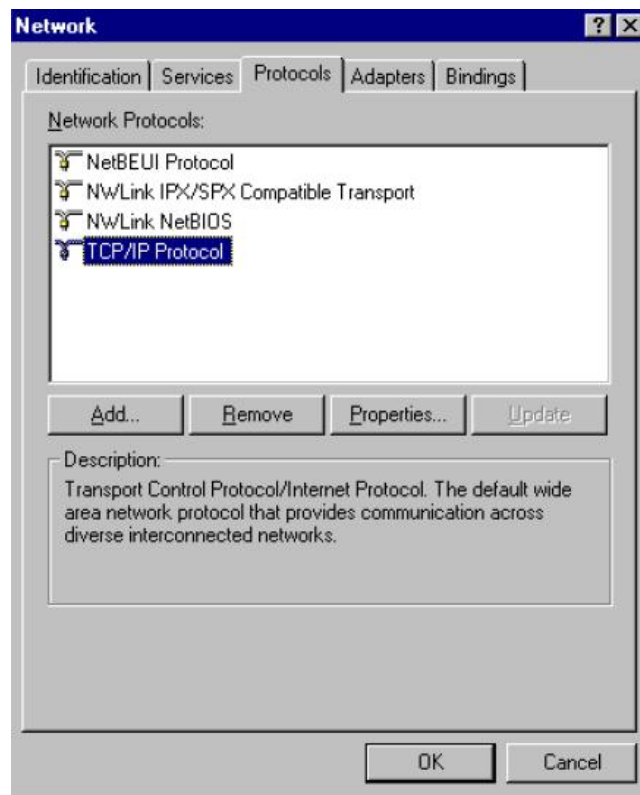 Network
Identification Services Protocols Adapters Bindings
Network Protocols:
NetBEUI Protocol
NWLink IPX/SPX Compatible Transport
NWLink NetBIOS
TCP/IP Protocol
Add... Remove Properties... Update
Description:
Transport Control Protocol/Internet Protocol. The default wide
area network protocol that provides communication across
diverse interconnected networks.
OK Cancel